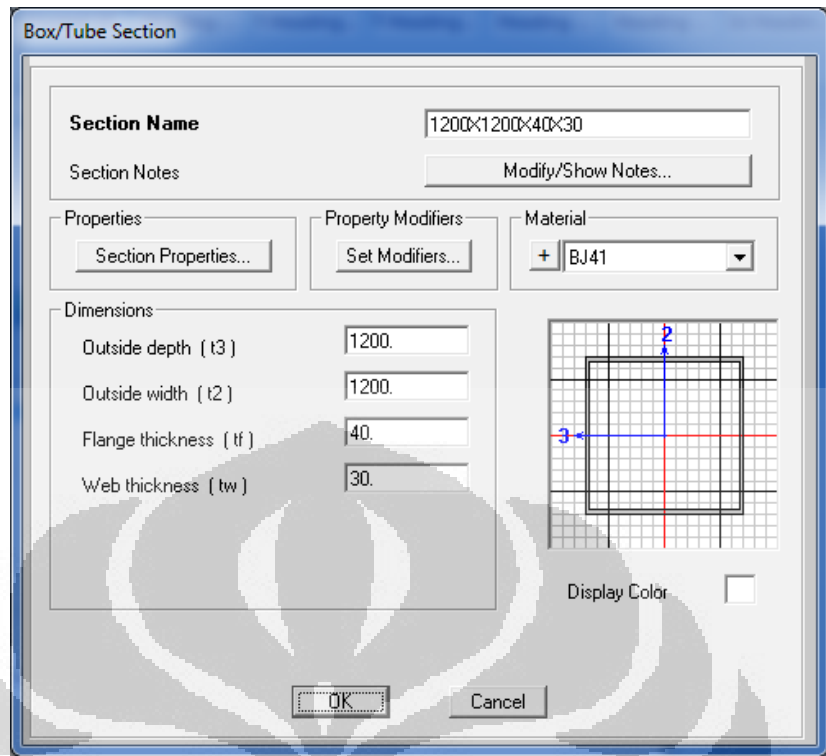 Box/Tube Section
Section Name 1200X1200X40X30
Section Notes Modify/Show Notes...
Properties Property Modifiers Material
Section Properties... Set Modifiers... + BJ41
Dimensions
Outside depth ( t3 ) 1200.
Outside width ( t2 ) 1200.
Flange thickness ( tf ) 40.
Web thickness ( tw ) 30.
2
3
Display Color
OK Cancel